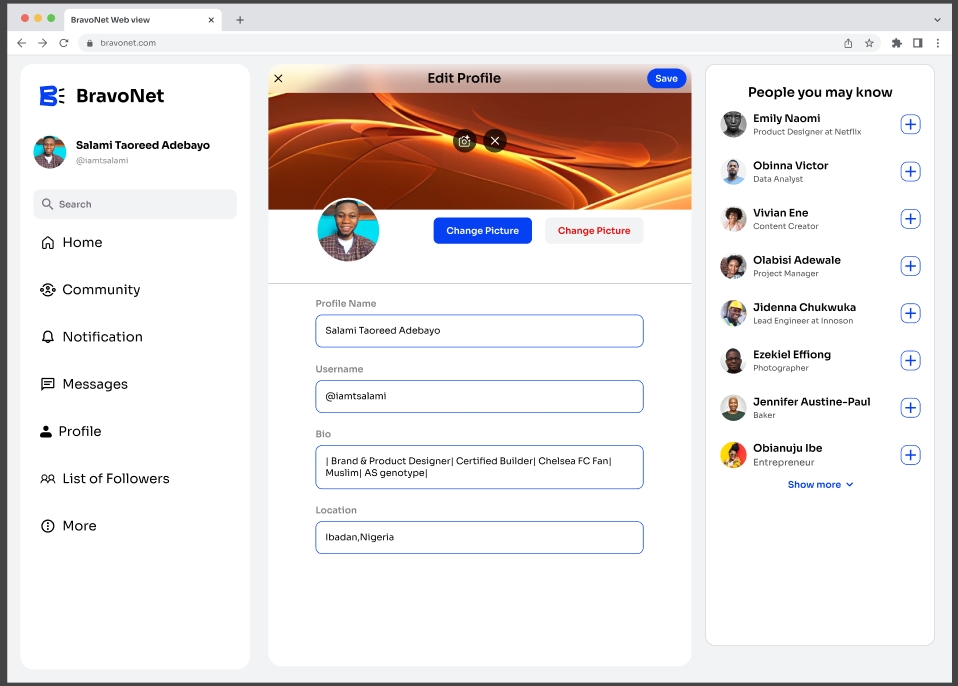 BravoNet Web view
bravonet.com
BravoNet
Salami Taoreed Adebayo
@iamtsalami
Search
Home
Community
Notification
Messages
Profile
List of Followers
More
Edit Profile
Save
Change Picture
Change Picture
Profile Name
Salami Taoreed Adebayo
Username
@iamtsalami
Bio
| Brand & Product Designer| Certified Builder| Chelsea FC Fan|
Muslim| AS genotype|
Location
Ibadan,Nigeria
People you may know
Emily Naomi
Product Designer at Netflix
Obinna Victor
Data Analyst
Vivian Ene
Content Creator
Olabisi Adewale
Project Manager
Jidenna Chukwuka
Lead Engineer at Innoson
Ezekiel Effiong
Photographer
Jennifer Austine-Paul
Baker
Obianuju Ibe
Entrepreneur
Show more